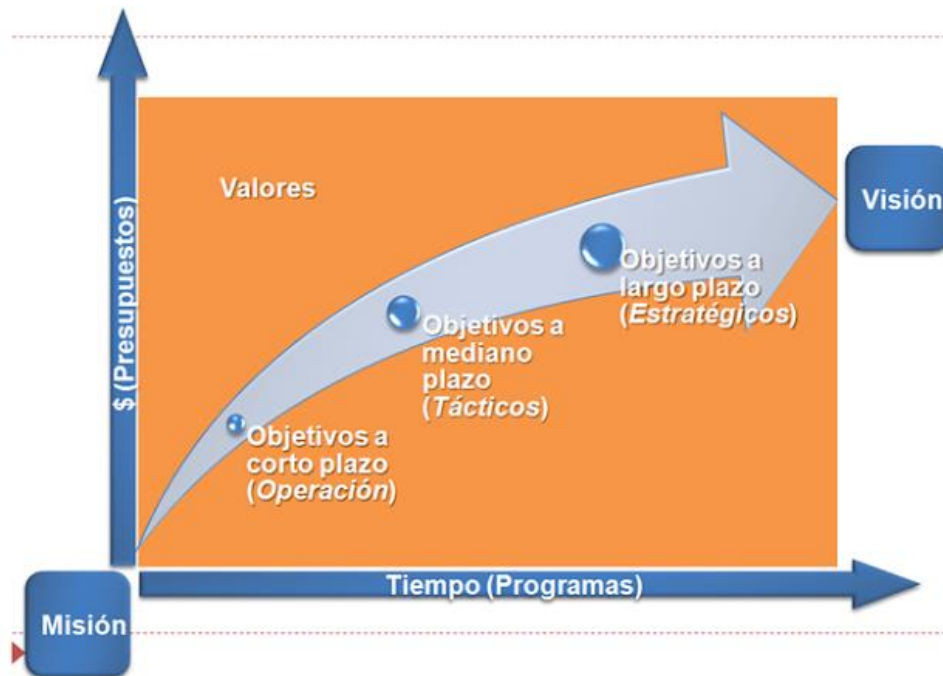 $ (Presupuestos)
Valores
Visión
Objetivos a
largo plazo
(Estratégicos)
Objetivos a
mediano
plazo
(Tácticos)
Objetivos a
corto plazo
(Operación)
Tiempo (Programas)
Misión